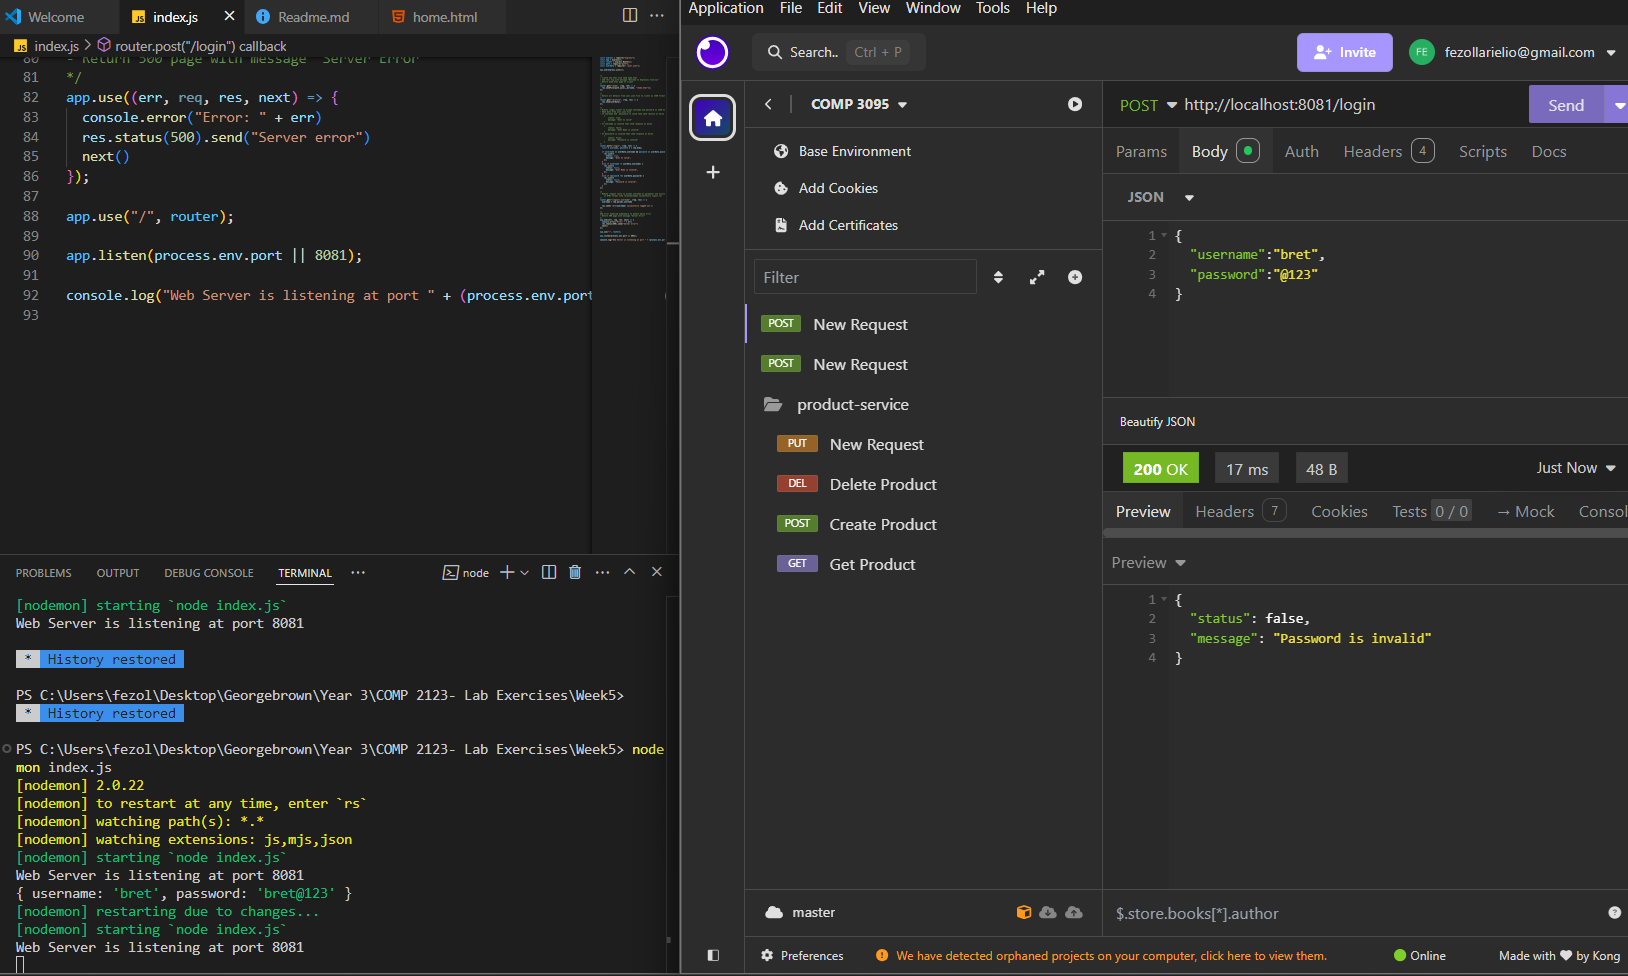 Welcome
index.js
Readme.md
home.html
index.js > router.post("/login") callback
80 - Return 500 page with message "Server Error"
81 */
82 app.use((err, req, res, next) => {
83 console.error("Error: " + err)
84 res.status(500).send("Server error")
85 next()
86 });
87
88 app.use("/", router);
89
90 app.listen(process.env.port || 8081);
91
92 console.log("Web Server is listening at port " + (process.env.port
93
PROBLEMS
OUTPUT
DEBUG CONSOLE
TERMINAL
node
[nodemon] starting `node index.js`
Web Server is listening at port 8081
* History restored
PS C:\Users\fezol\Desktop\Georgebrown\Year 3\COMP 2123- Lab Exercises\Week5>
* History restored
PS C:\Users\fezol\Desktop\Georgebrown\Year 3\COMP 2123- Lab Exercises\Week5> node
mon index.js
[nodemon] 2.0.22
[nodemon] to restart at any time, enter `rs`
[nodemon] watching path(s): *.*
[nodemon] watching extensions: js,mjs,json
[nodemon] starting `node index.js`
Web Server is listening at port 8081
{ username: 'bret', password: 'bret@123' }
[nodemon] restarting due to changes...
[nodemon] starting `node index.js`
Web Server is listening at port 8081
Application File Edit View Window Tools Help
Search.. Ctrl + P
Invite
FE
fezollarielio@gmail.com
COMP 3095
Base Environment
Add Cookies
Add Certificates
Filter
POST New Request
POST New Request
product-service
PUT New Request
DEL Delete Product
POST Create Product
GET Get Product
master
Preferences
We have detected orphaned projects on your computer, click here to view them.
Online
Made with ❤ by Kong
POST http://localhost:8081/login
Send
Params
Body
Auth
Headers 4
Scripts
Docs
JSON
1 {
2 "username":"bret",
3 "password":"@123"
4 }
Beautify JSON
200 OK
17 ms
48 B
Just Now
Preview
Headers 7
Cookies
Tests 0 / 0
→ Mock
Consol
Preview
1 {
2 "status": false,
3 "message": "Password is invalid"
4 }
$.store.books[*].author